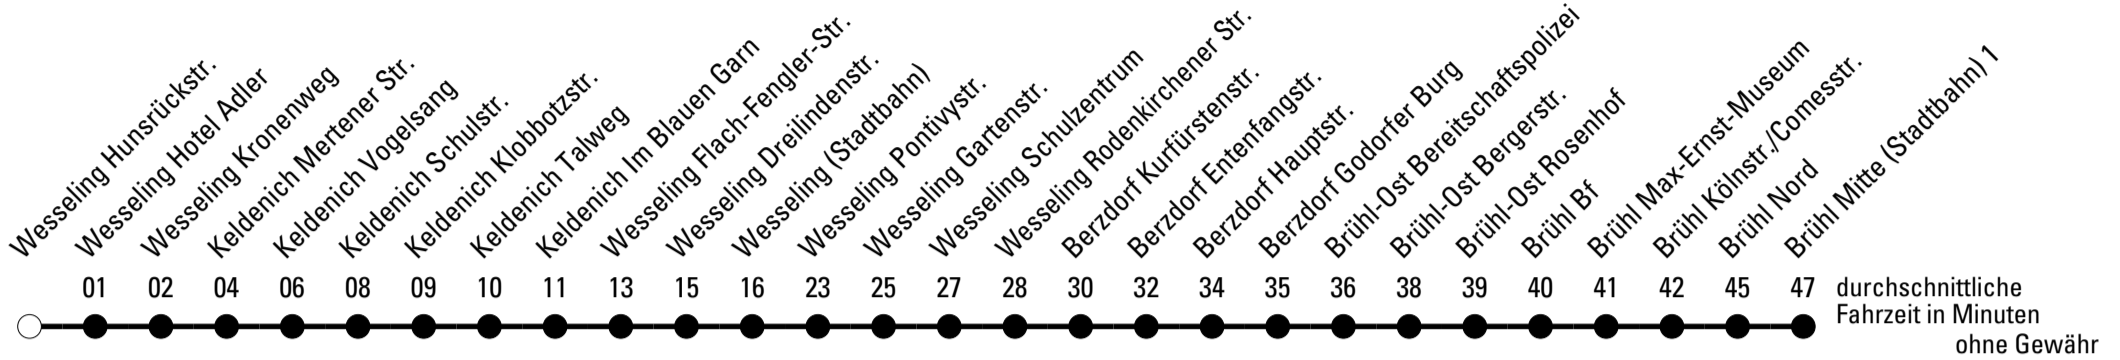 Wesseling Hunsrückstr.
Wesseling Hotel Adler
Wesseling Kronenweg
Keldenich Mertener Str.
Keldenich Vogelsang
Keldenich Schulstr.
Keldenich Klobbotzstr.
Keldenich Talweg
Keldenich Im Blauen Garn
Wesseling Flach-Fengler-Str.
Wesseling Dreilindenstr.
Wesseling (Stadtbahn)
Wesseling Pontivystr.
Wesseling Gartenstr.
Wesseling Schulzentrum
Wesseling Rodenkirchener Str.
Berzdorf Kurfürstenstr.
Berzdorf Entenfangstr.
Berzdorf Hauptstr.
Berzdorf Godorfer Burg
Brühl-Ost Bereitschaftspolizei
Brühl-Ost Bergerstr.
Brühl-Ost Rosenhof
Brühl Bf
Brühl Max-Ernst-Museum
Brühl Kölnstr./Comesstr.
Brühl Nord
Brühl Mitte (Stadtbahn) 1
01 02 04 06 08 09 10 11 13 15 16 23 25 27 28 30 32 34 35 36 38 39 40 41 42 45 47
durchschnittliche
Fahrzeit in Minuten
ohne Gewähr